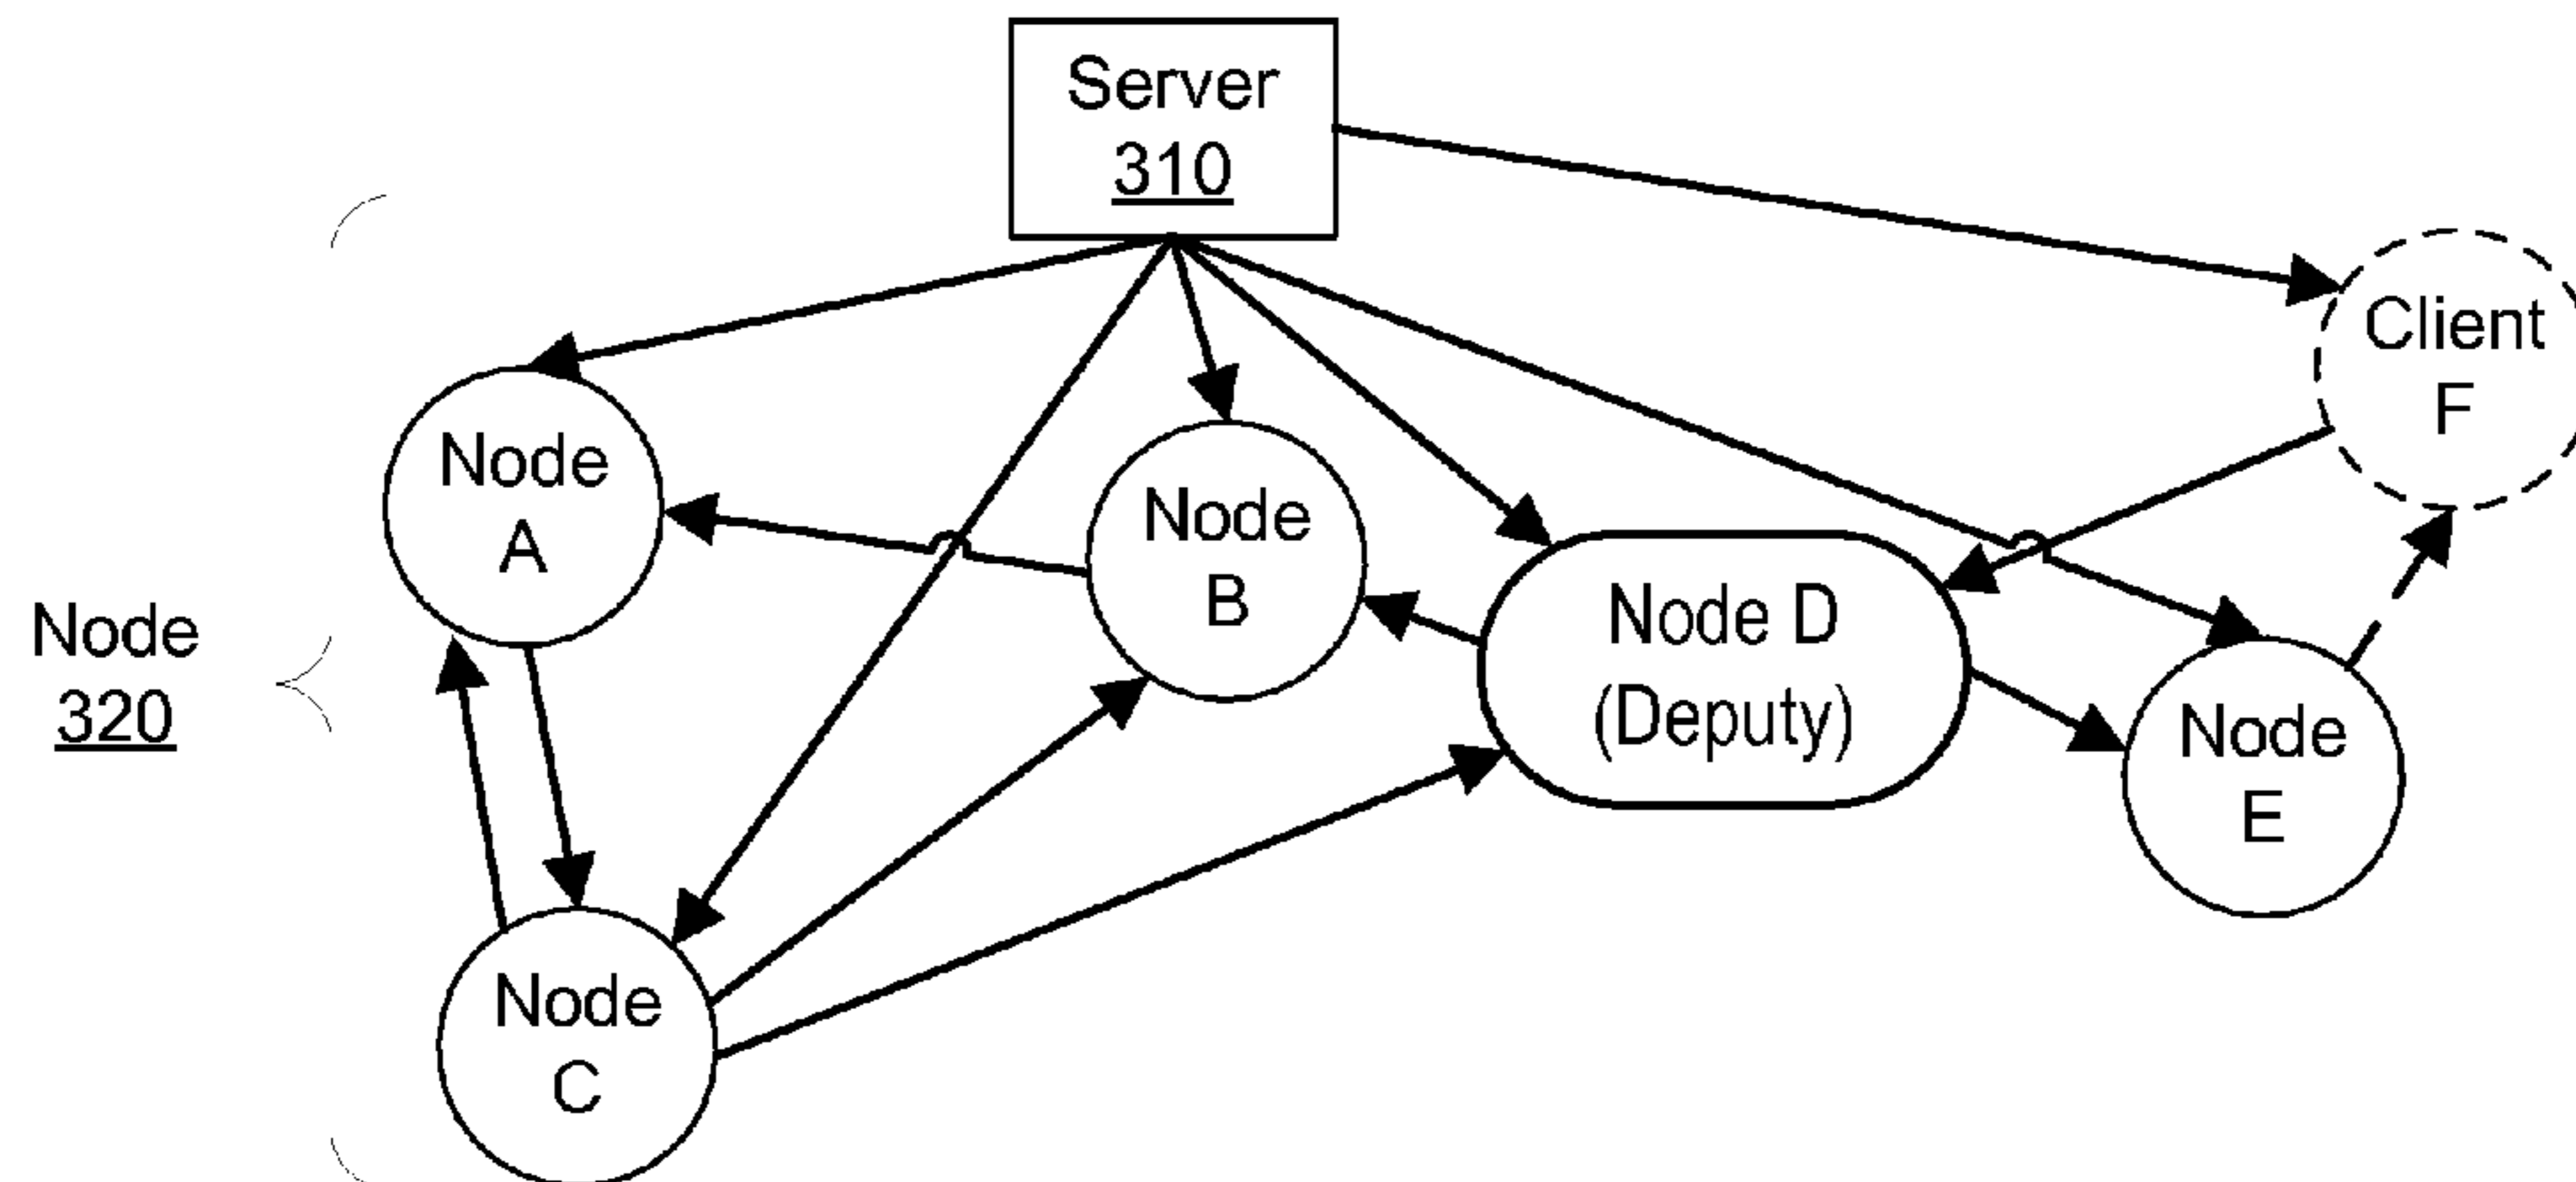 Server
310
Client
F
Node
A
Node
B
Node D
(Deputy)
Node
320
Node
E
Node
C